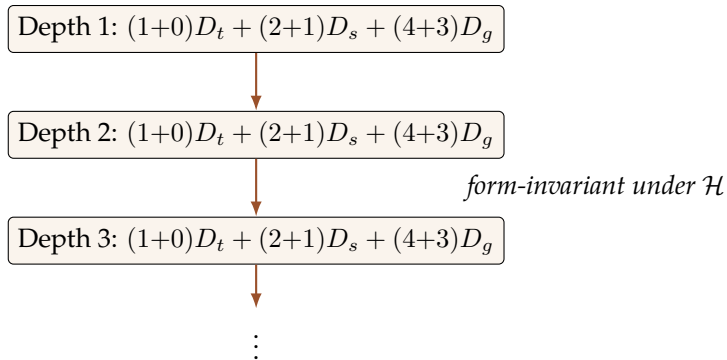 Depth 1: (1+0)D_t + (2+1)D_s + (4+3)D_g
Depth 2: (1+0)D_t + (2+1)D_s + (4+3)D_g
form-invariant under ℋ
Depth 3: (1+0)D_t + (2+1)D_s + (4+3)D_g
⋮